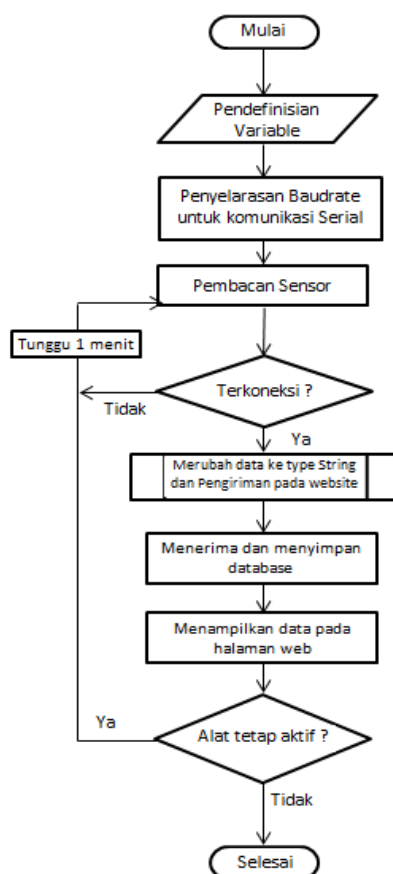 Mulai
Pendefinisian
Variable
Penyelarasan Baudrate
untuk komunikasi Serial
Pembacan Sensor
Tunggu 1 menit
Terkoneksi ?
Tidak
Ya
Merubah data ke type String
dan Pengiriman pada website
Menerima dan menyimpan
database
Menampilkan data pada
halaman web
Ya
Alat tetap aktif ?
Tidak
Selesai